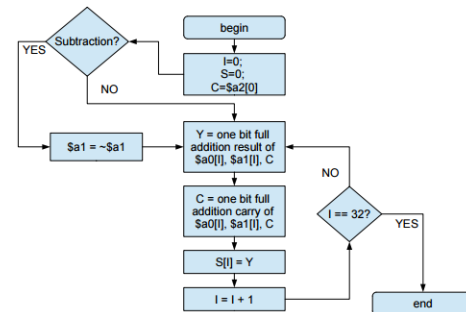 begin
Subtraction?
YES
I=0;
S=0;
C=$a2[0]
NO
$a1 = ~$a1
Y = one bit full
addition result of
$a0[I], $a1[I], C
NO
C = one bit full
addition carry of
$a0[I], $a1[I], C
I == 32?
YES
S[I] = Y
I = I + 1
end